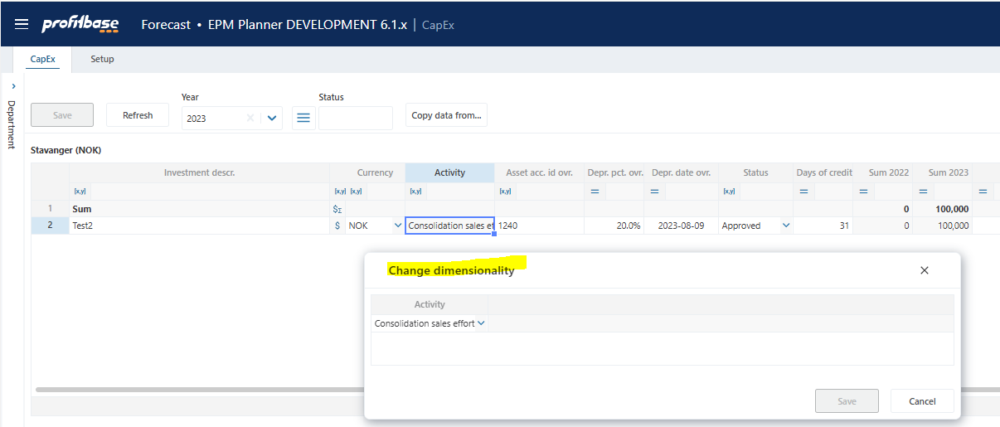 profitbase Forecast • EPM Planner DEVELOPMENT 6.1.x | CapEx
CapEx Setup
Department
Year Status
Save Refresh 2023 Copy data from...
Stavanger (NOK)
Investment descr. Currency Activity Asset acc. id ovr. Depr. pct. ovr. Depr. date ovr. Status Days of credit Sum 2022 Sum 2023
[x,y] [x,y] [x,y] [x,y] [x,y] = = [x,y] = = = =
1 Sum $Σ 0 100,000
2 Test2 $ NOK Consolidation sales ef 1240 20.0% 2023-08-09 Approved 31 0 100,000
Change dimensionality
Activity
Consolidation sales effort
Save Cancel